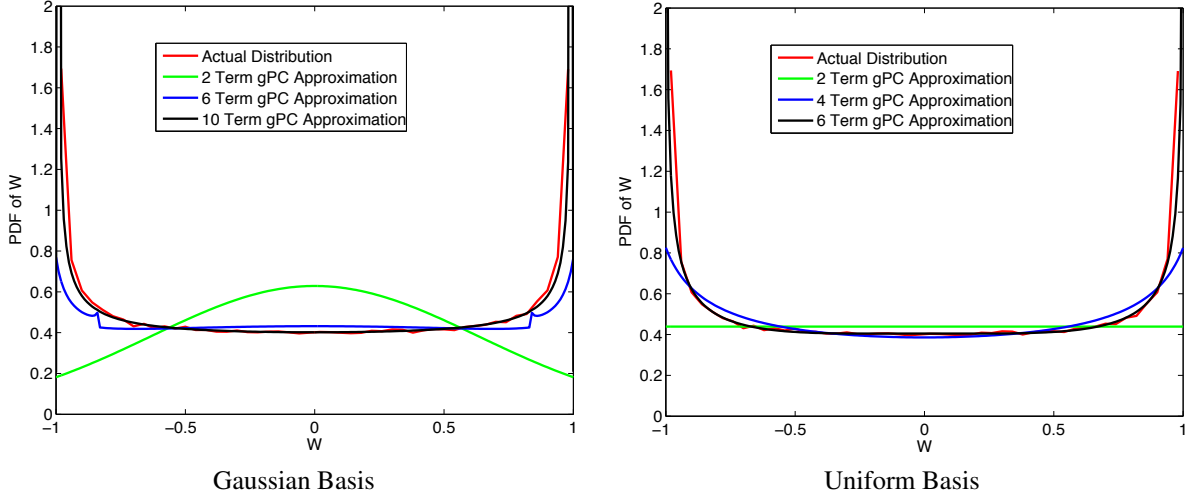 2
1.8
1.6
1.4
1.2
1
0.8
0.6
0.4
0.2
0
PDF of W
Actual Distribution
2 Term gPC Approximation
6 Term gPC Approximation
10 Term gPC Approximation
−1
−0.5
0
0.5
1
W
Gaussian Basis
2
1.8
1.6
1.4
1.2
1
0.8
0.6
0.4
0.2
0
PDF of W
Actual Distribution
2 Term gPC Approximation
4 Term gPC Approximation
6 Term gPC Approximation
−1
−0.5
0
0.5
1
W
Uniform Basis